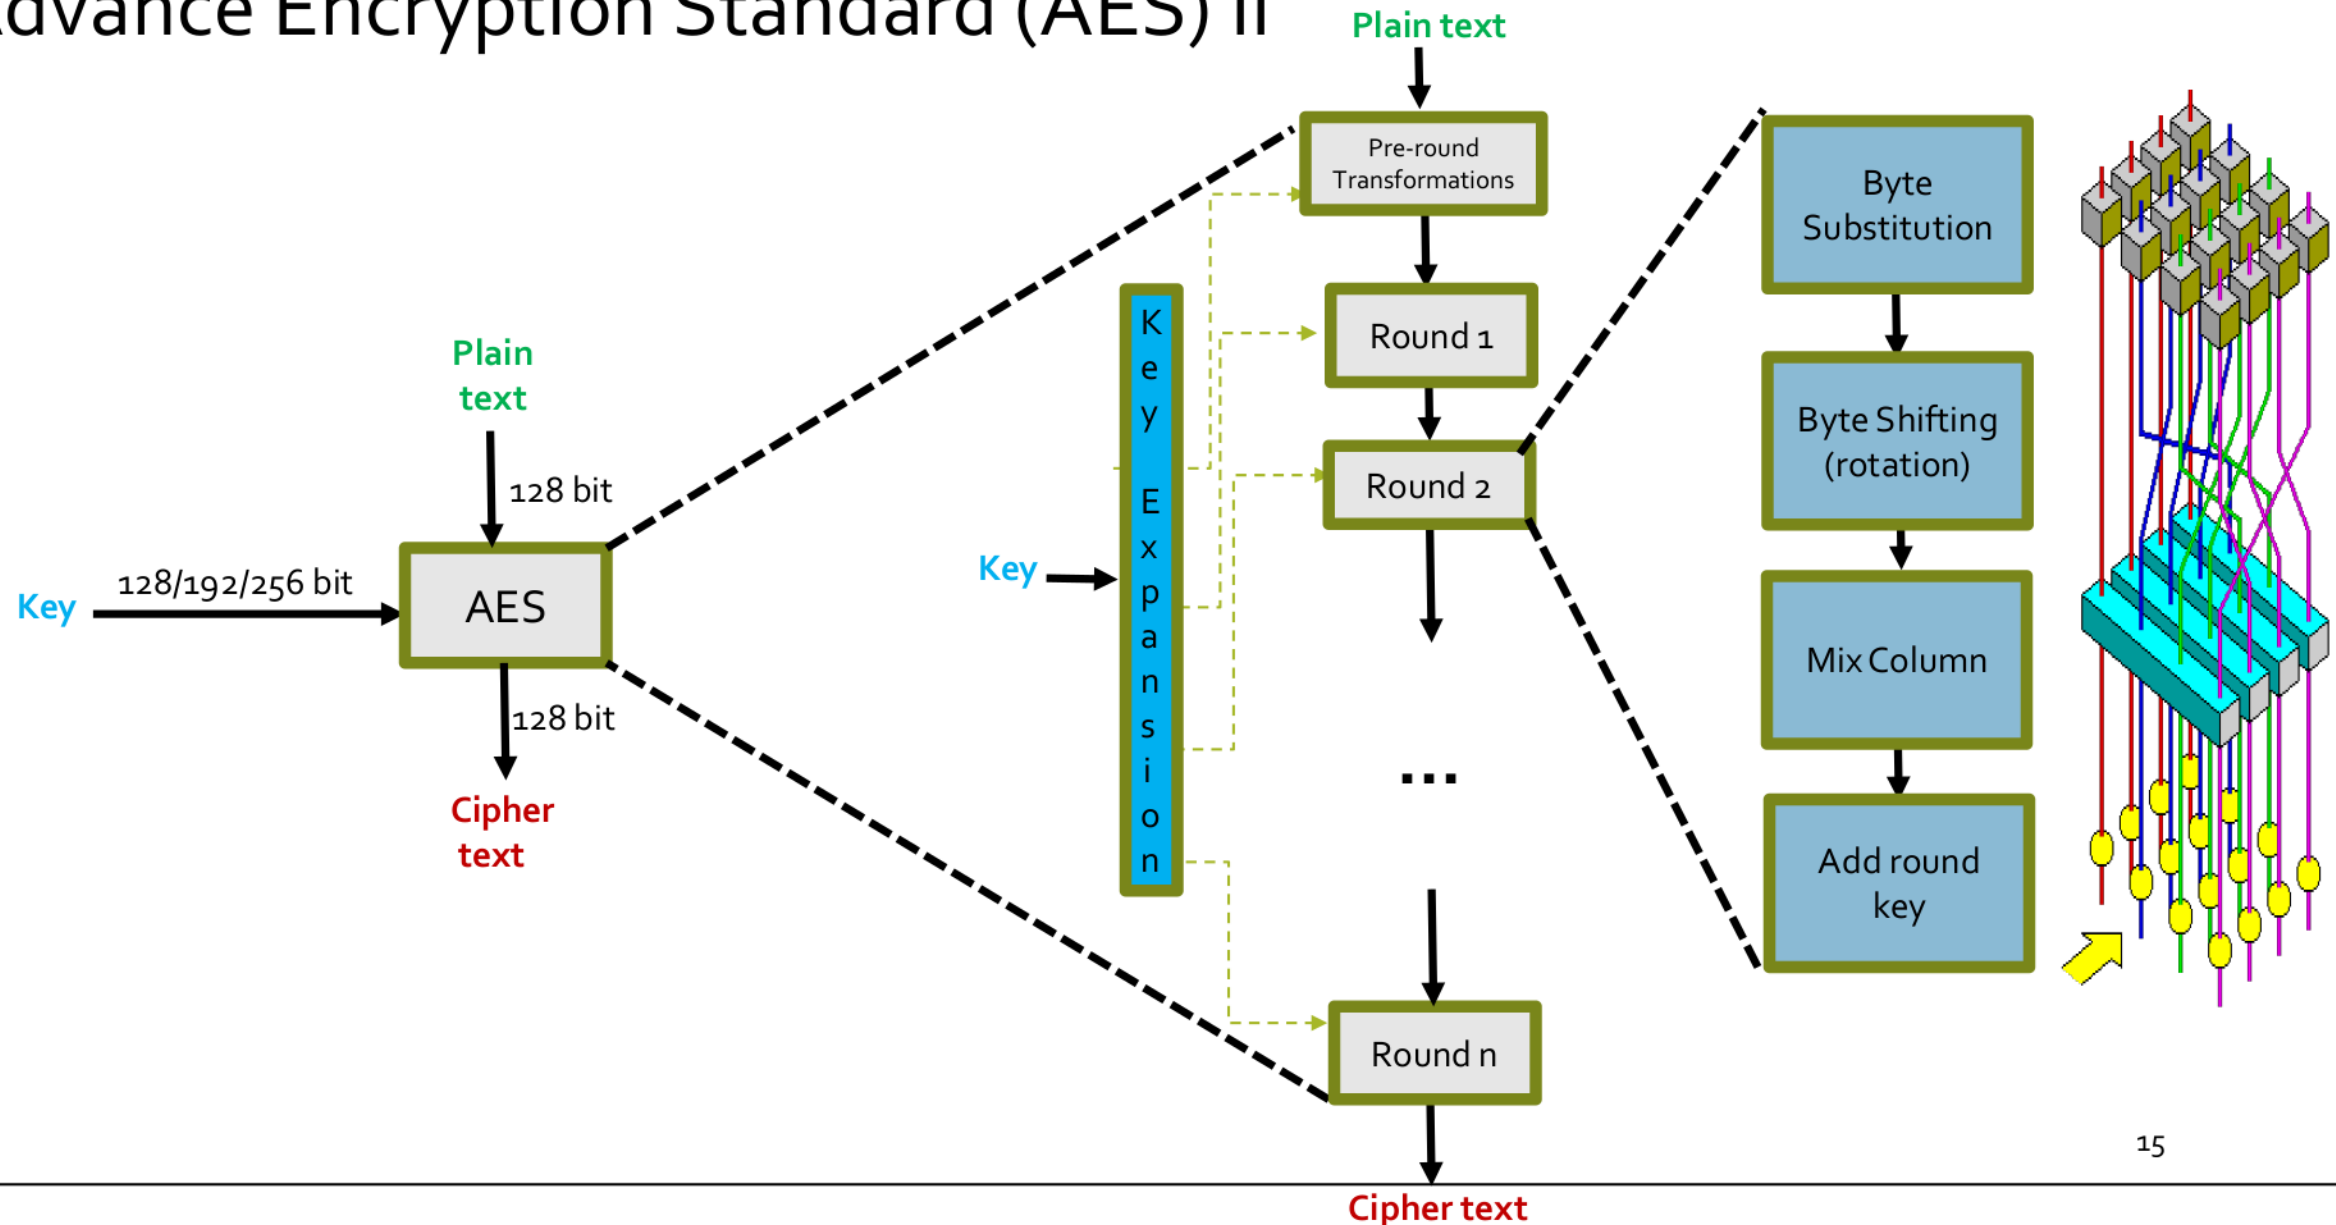 dvance Encryption Standard (AES) II
Plain
text
128 bit
Key
128/192/256 bit
AES
128 bit
Cipher
text
Key
Key Expansion
Plain text
Pre-round
Transformations
Round 1
Round 2
...
Round n
Cipher text
Byte
Substitution
Byte Shifting
(rotation)
Mix Column
Add round
key
15